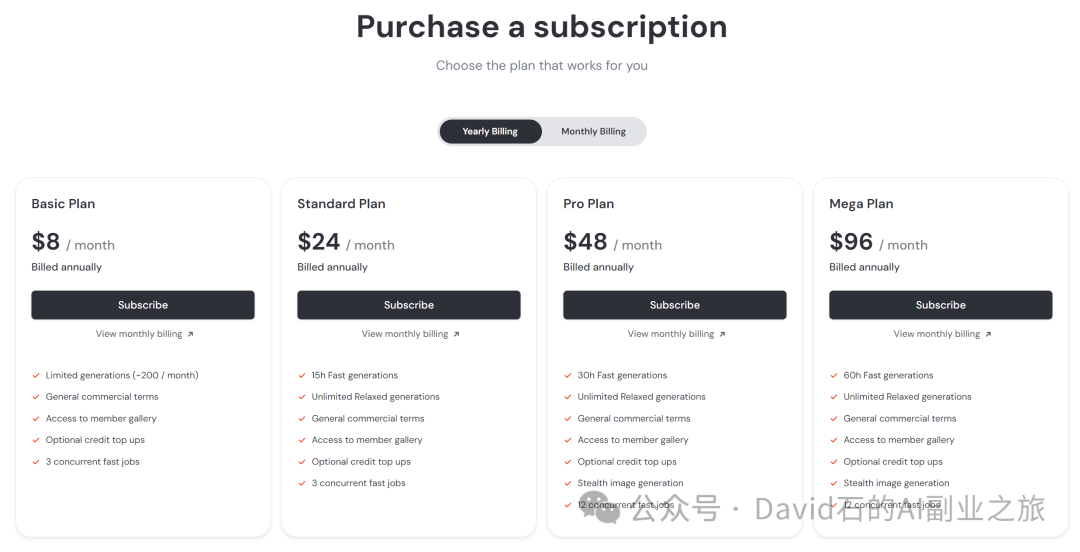 Purchase a subscription
Choose the plan that works for you
Yearly Billing
Monthly Billing
Basic Plan
$8 / month
Billed annually
Subscribe
View monthly billing ↗
Limited generations (~200 / month)
General commercial terms
Access to member gallery
Optional credit top ups
3 concurrent fast jobs
Standard Plan
$24 / month
Billed annually
Subscribe
View monthly billing ↗
15h Fast generations
Unlimited Relaxed generations
General commercial terms
Access to member gallery
Optional credit top ups
3 concurrent fast jobs
Pro Plan
$48 / month
Billed annually
Subscribe
View monthly billing ↗
30h Fast generations
Unlimited Relaxed generations
General commercial terms
Access to member gallery
Optional credit top ups
Stealth image generation
12 concurrent fast jobs
Mega Plan
$96 / month
Billed annually
Subscribe
View monthly billing ↗
60h Fast generations
Unlimited Relaxed generations
General commercial terms
Access to member gallery
Optional credit top ups
Stealth image generation
12 concurrent fast jobs
公众号 · David石的AI副业之旅